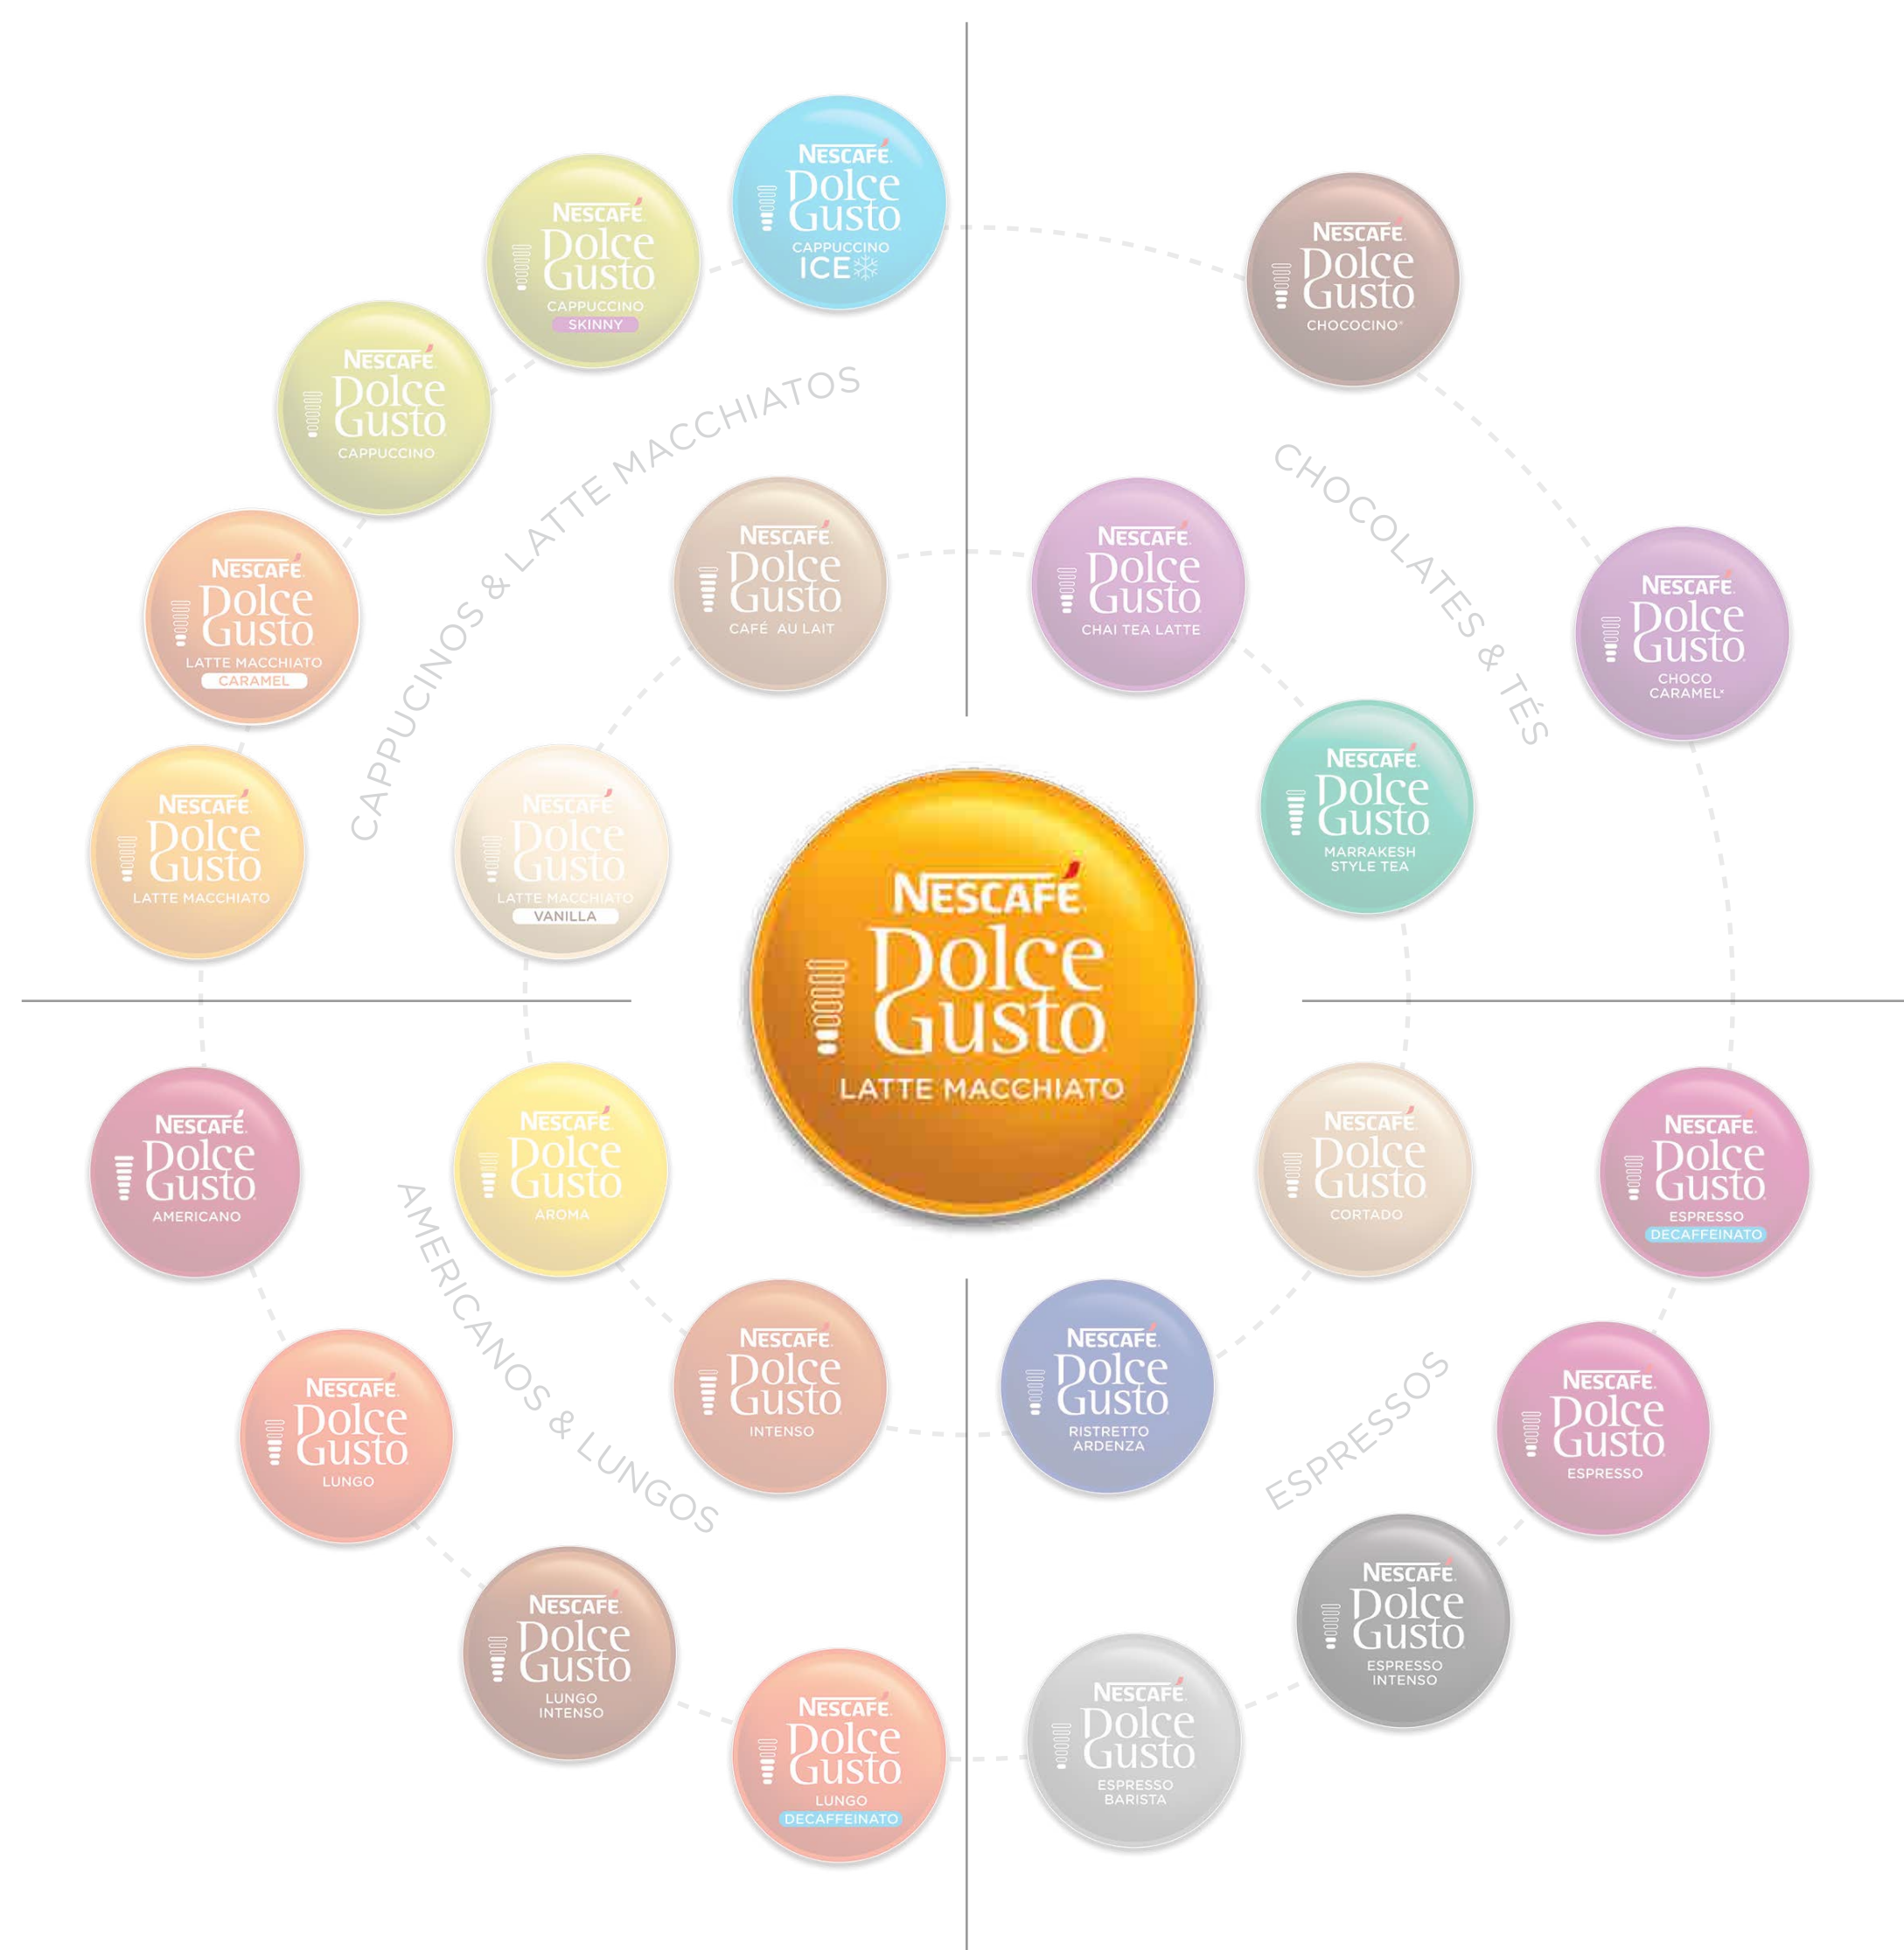 NESCAFÉ.
Dolce
Gusto
CAPPUCCINO
ICE
NESCAFÉ.
Dolce
Gusto
CAPPUCCINO
SKINNY
NESCAFÉ.
Dolce
Gusto
CAPPUCCINO
NESCAFÉ.
Dolce
Gusto
LATTE MACCHIATO
CARAMEL
NESCAFÉ.
Dolce
Gusto
LATTE MACCHIATO
CAPPUCINOS & LATTE MACCHIATOS
NESCAFÉ.
Dolce
Gusto
CAFÉ AU LAIT
NESCAFÉ.
Dolce
Gusto
LATTE MACCHIATO
VANILLA
NESCAFÉ.
Dolce
Gusto
CHOCOCINO®
CHOCOLATES & TÉS
NESCAFÉ.
Dolce
Gusto
CHAI TEA LATTE
NESCAFÉ.
Dolce
Gusto
CHOCO
CARAMEL®
NESCAFÉ.
Dolce
Gusto
MARRAKESH
STYLE TEA
NESCAFÉ.
Dolce
Gusto
LATTE MACCHIATO
NESCAFÉ.
Dolce
Gusto
AMERICANO
NESCAFÉ.
Dolce
Gusto
AROMA
AMERICANOS & LUNGOS
NESCAFÉ.
Dolce
Gusto
INTENSO
NESCAFÉ.
Dolce
Gusto
LUNGO
NESCAFÉ.
Dolce
Gusto
LUNGO
INTENSO
NESCAFÉ.
Dolce
Gusto
LUNGO
DECAFFEINATO
NESCAFÉ.
Dolce
Gusto
CORTADO
NESCAFÉ.
Dolce
Gusto
ESPRESSO
DECAFFEINATO
NESCAFÉ.
Dolce
Gusto
RISTRETTO
ARDENZA
ESPRESSOS
NESCAFÉ.
Dolce
Gusto
ESPRESSO
NESCAFÉ.
Dolce
Gusto
ESPRESSO
INTENSO
NESCAFÉ.
Dolce
Gusto
ESPRESSO
BARISTA